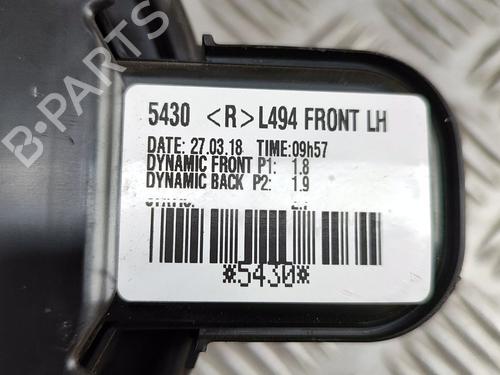 5430 <R> L494 FRONT LH
DATE: 27.03.18 TIME:09h57
DYNAMIC FRONT P1: 1.8
DYNAMIC BACK P2: 1.9
*5430*
B-PARTS